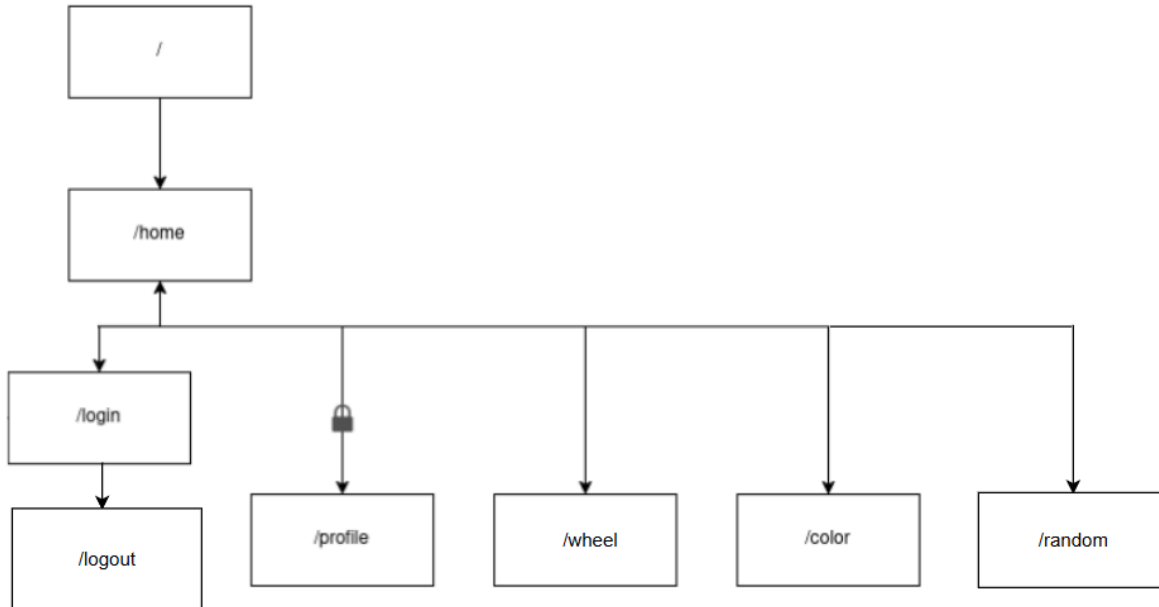 /
/home
/login
/logout
/profile
/wheel
/color
/random